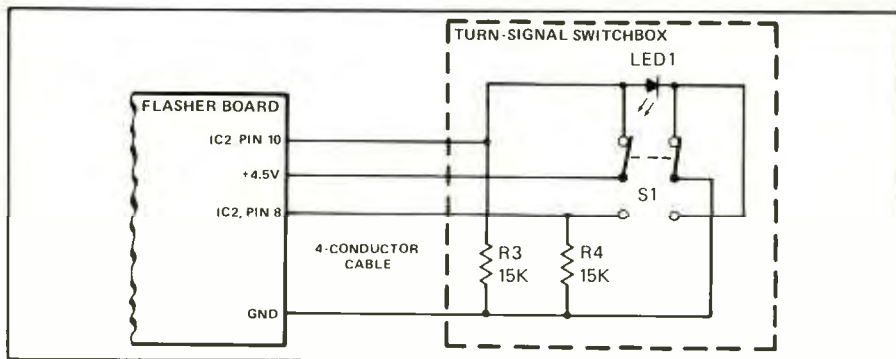 TURN-SIGNAL SWITCHBOX
LED1
FLASHER BOARD
IC2, PIN 10
+4.5V
S1
IC2, PIN 8
4-CONDUCTOR
CABLE
R3
15K
R4
15K
GND